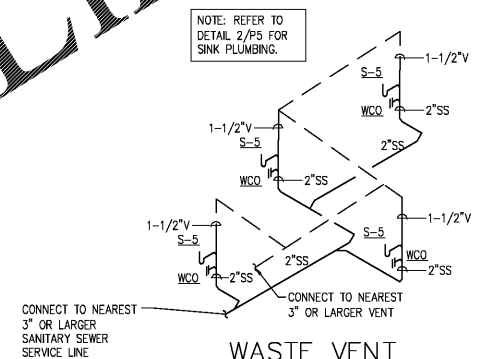 NOTE: REFER TO
DETAIL 2/P5 FOR
SINK PLUMBING.
1-1/2"V
S-5
WCO
2"SS
2"SS
1-1/2"V
S-5
WCO
2"SS
1-1/2"V
S-5
WCO
2"SS
2"SS
1-1/2"V
S-5
WCO
2"SS
CONNECT TO NEAREST
3" OR LARGER VENT
CONNECT TO NEAREST
3" OR LARGER
SANITARY SEWER
SERVICE LINE
WASTE VENT